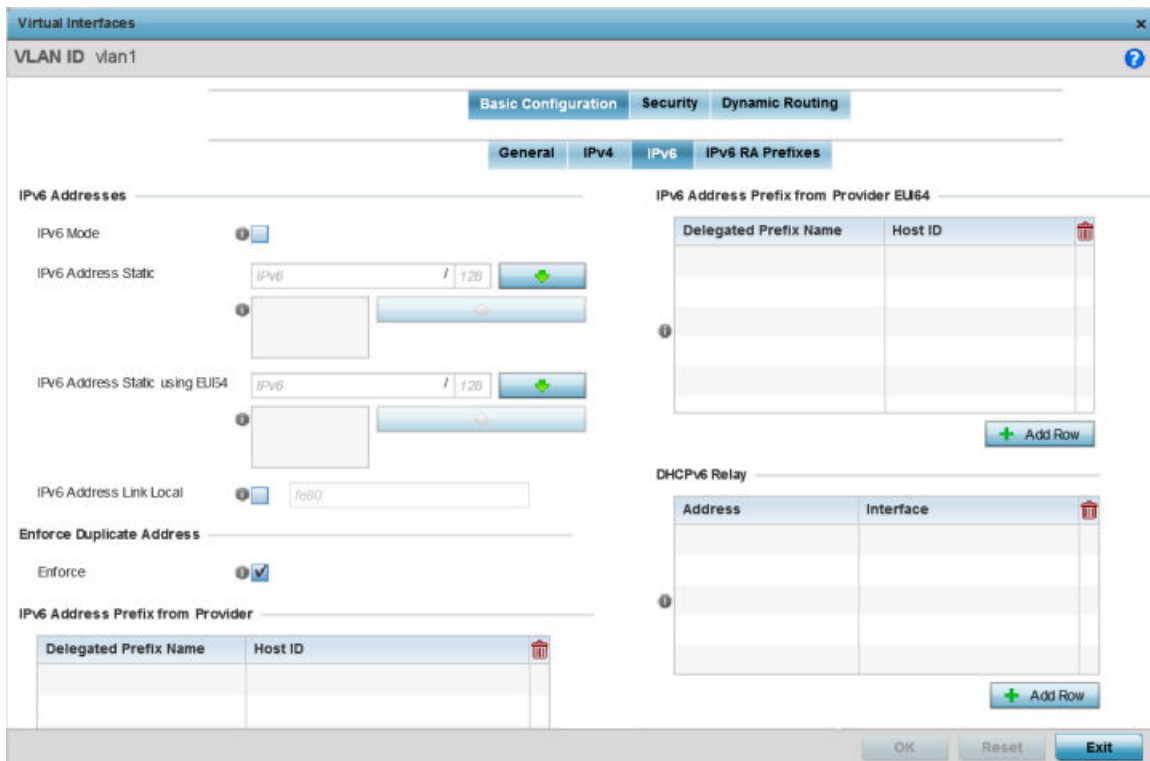 Virtual Interfaces
VLAN ID vlan1
Basic Configuration Security Dynamic Routing
General IPv4 IPv6 IPv6 RA Prefixes
IPv6 Addresses
IPv6 Mode
IPv6 Address Static
IPv6 / 128
IPv6 Address Static using EUI64
IPv6 / 128
IPv6 Address Link Local
fe80:
Enforce Duplicate Address
Enforce
IPv6 Address Prefix from Provider
Delegated Prefix Name Host ID
IPv6 Address Prefix from Provider EUI64
Delegated Prefix Name Host ID
Add Row
DHCPv6 Relay
Address Interface
Add Row
OK Reset Exit